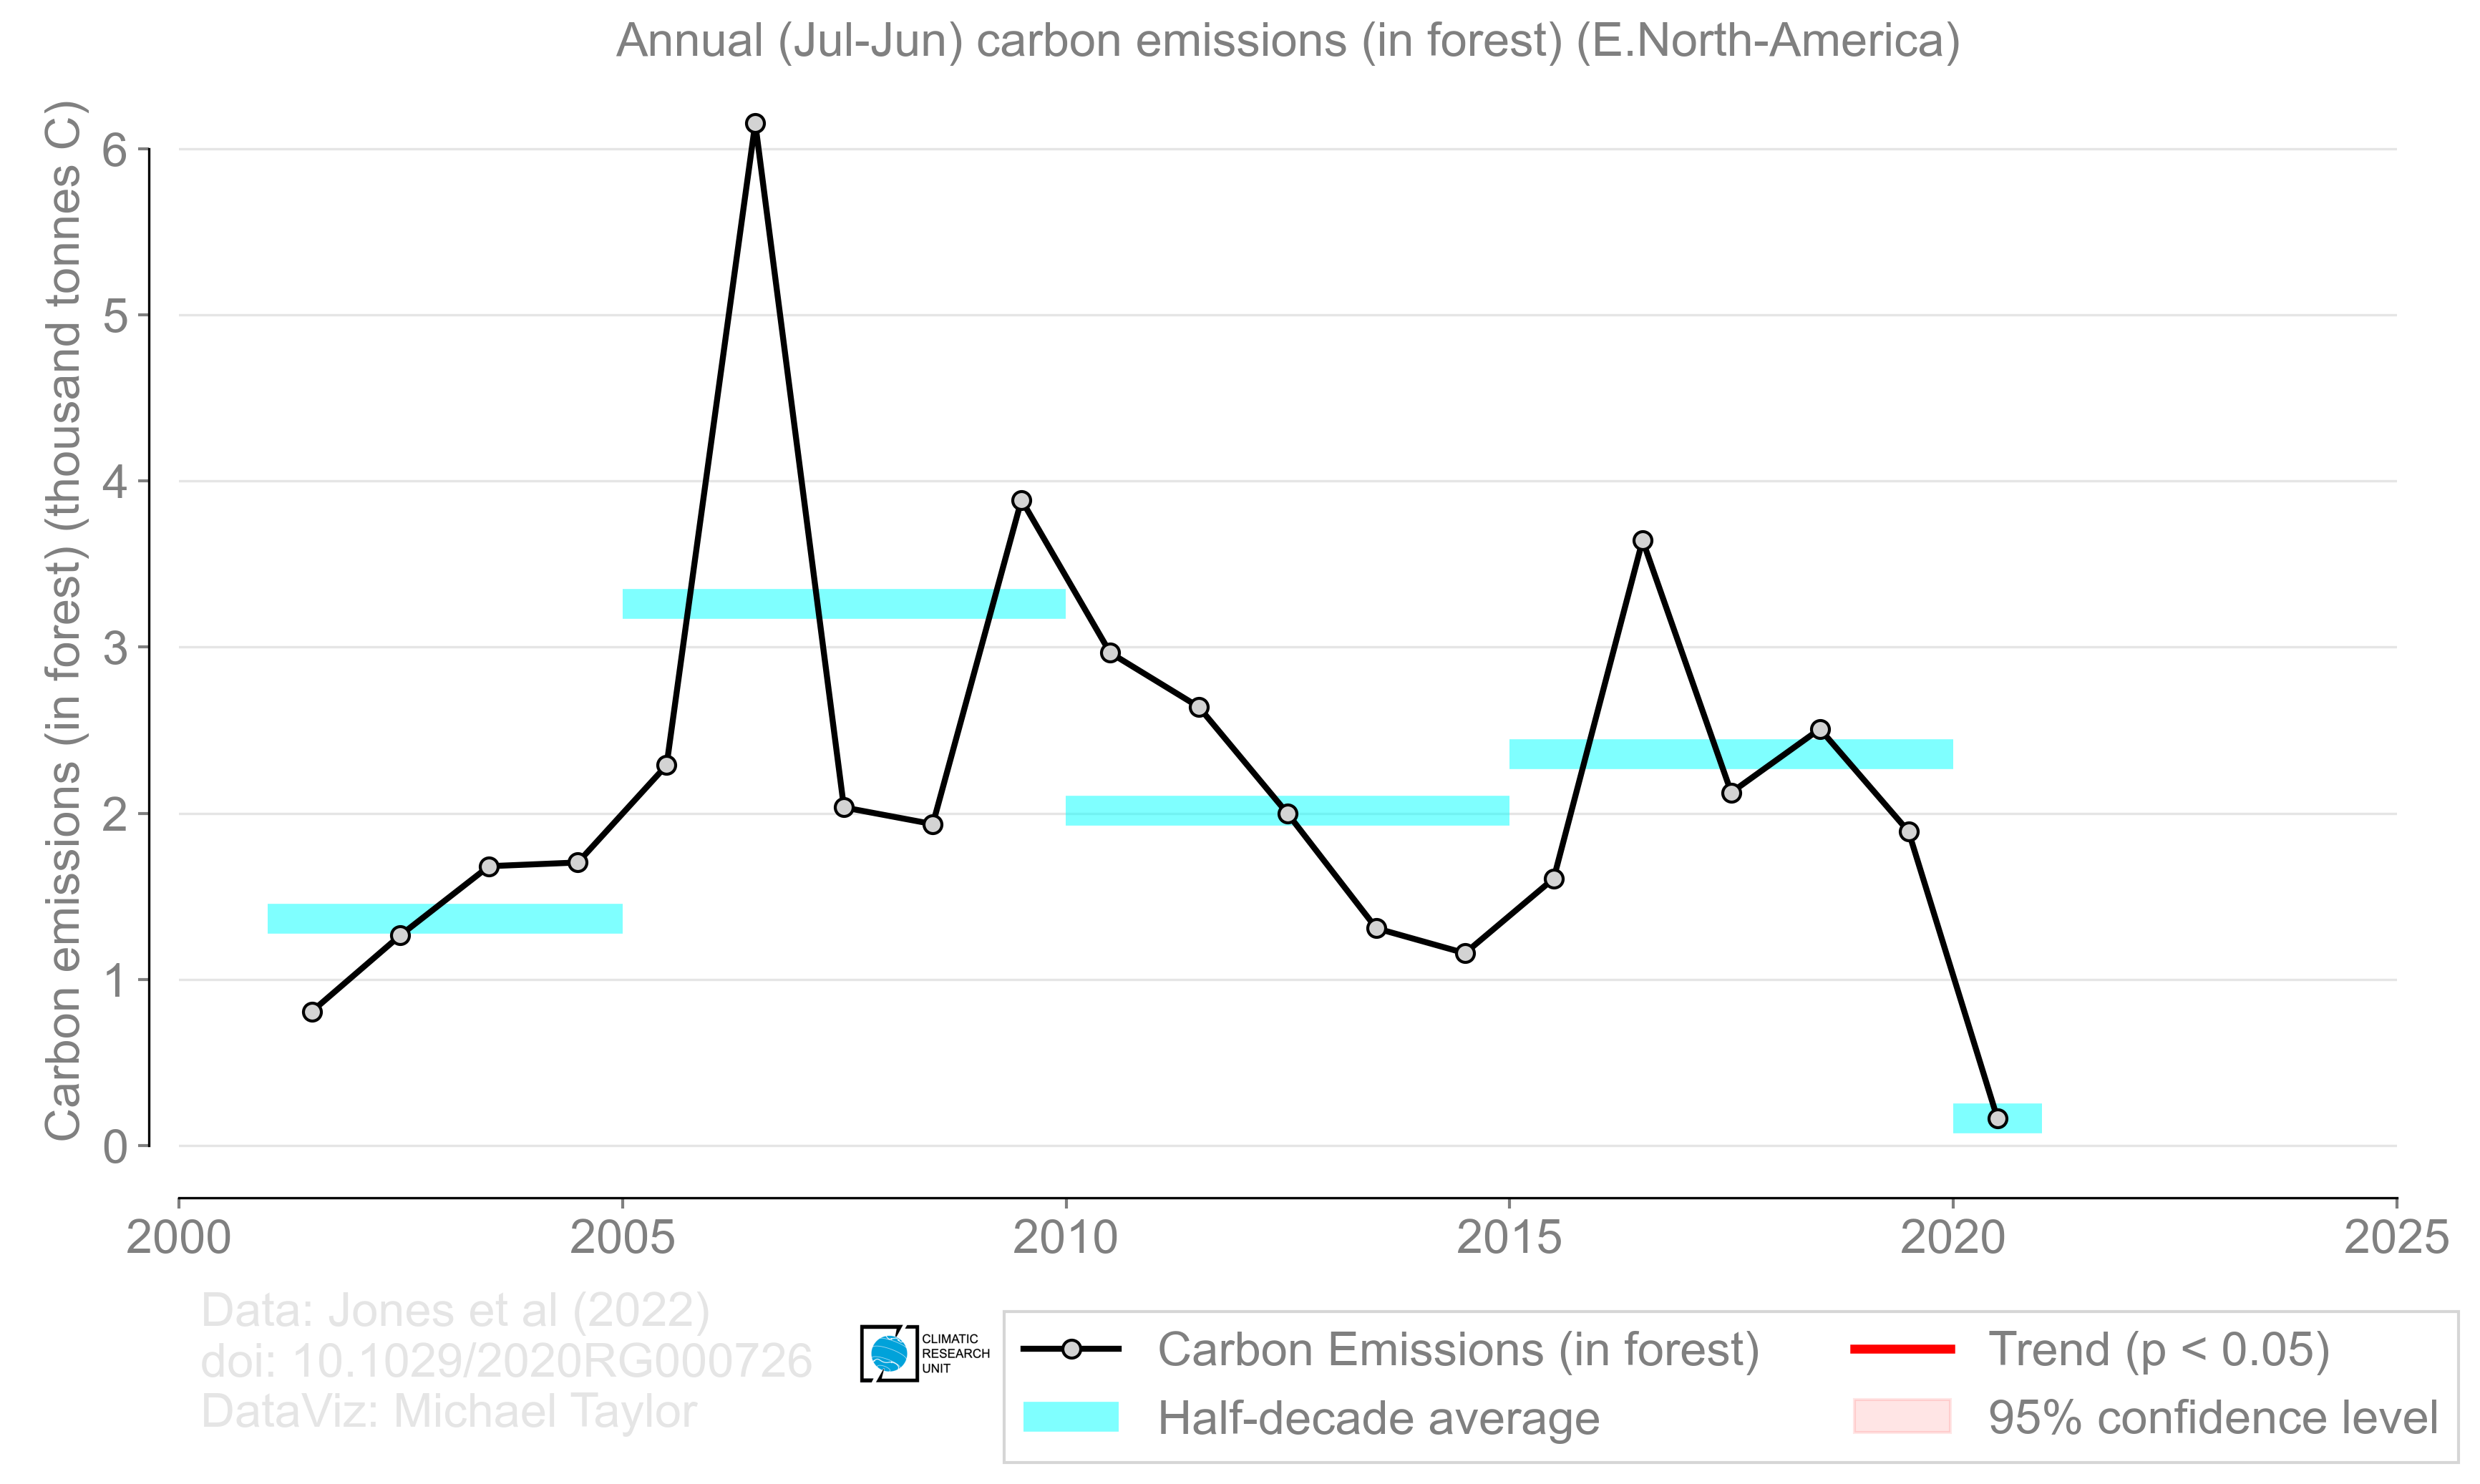 Annual (Jul-Jun) carbon emissions (in forest) (E.North-America)
Carbon emissions (in forest) (thousand tonnes C)
6
5
4
3
2
1
0
2000 2005 2010 2015 2020 2025
Data: Jones et al (2022)
doi: 10.1029/2020RG000726
DataViz: Michael Taylor
CLIMATIC
RESEARCH
UNIT
Carbon Emissions (in forest)
Half-decade average
Trend (p < 0.05)
95% confidence level